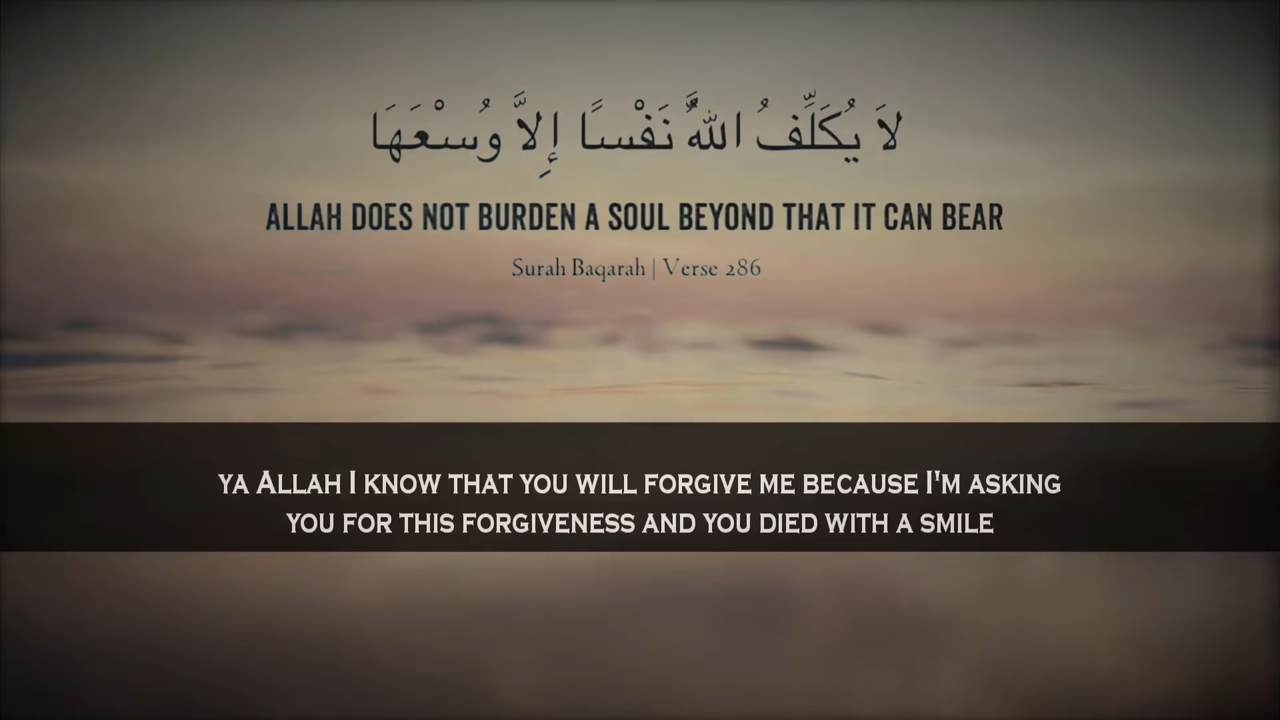 لاَ يُكَلِّفُ اللهُ نَفْسًا إِلاَّ وُسْعَهَا
ALLAH DOES NOT BURDEN A SOUL BEYOND THAT IT CAN BEAR
Surah Baqarah | Verse 286
YA ALLAH I KNOW THAT YOU WILL FORGIVE ME BECAUSE I'M ASKING
YOU FOR THIS FORGIVENESS AND YOU DIED WITH A SMILE